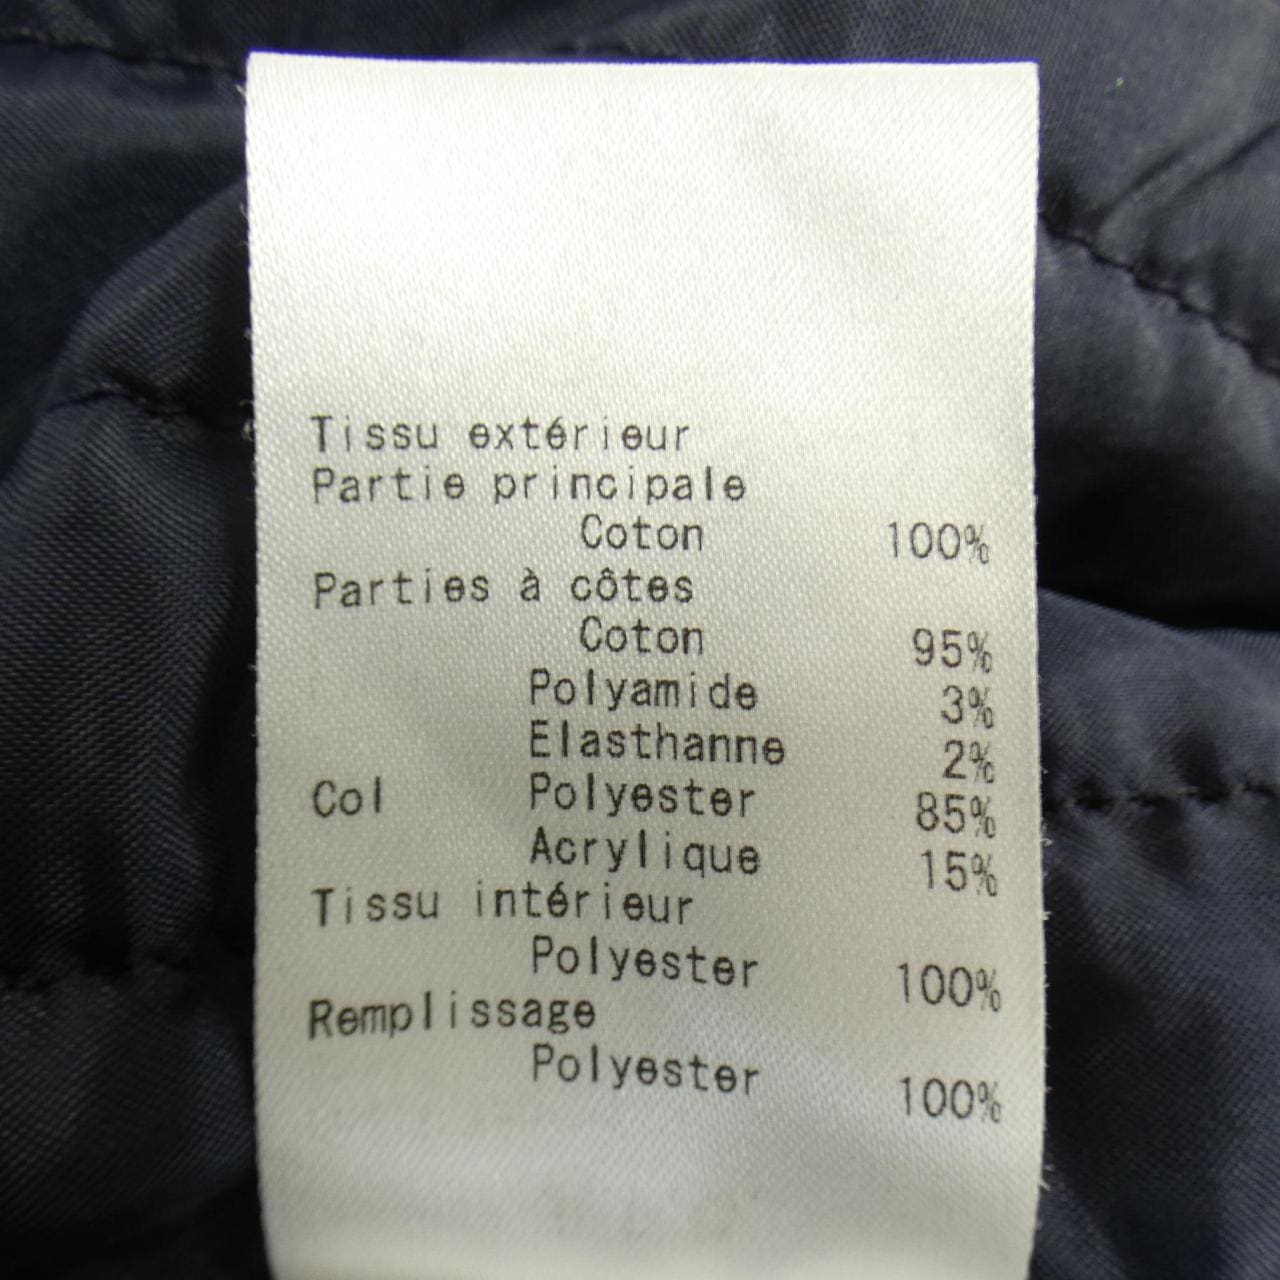 Tissu extérieur
Partie principale
Coton 100%
Parties à côtes
Coton 95%
Polyamide 3%
Elasthanne 2%
Col Polyester 85%
Acrylique 15%
Tissu intérieur
Polyester 100%
Remplissage
Polyester 100%